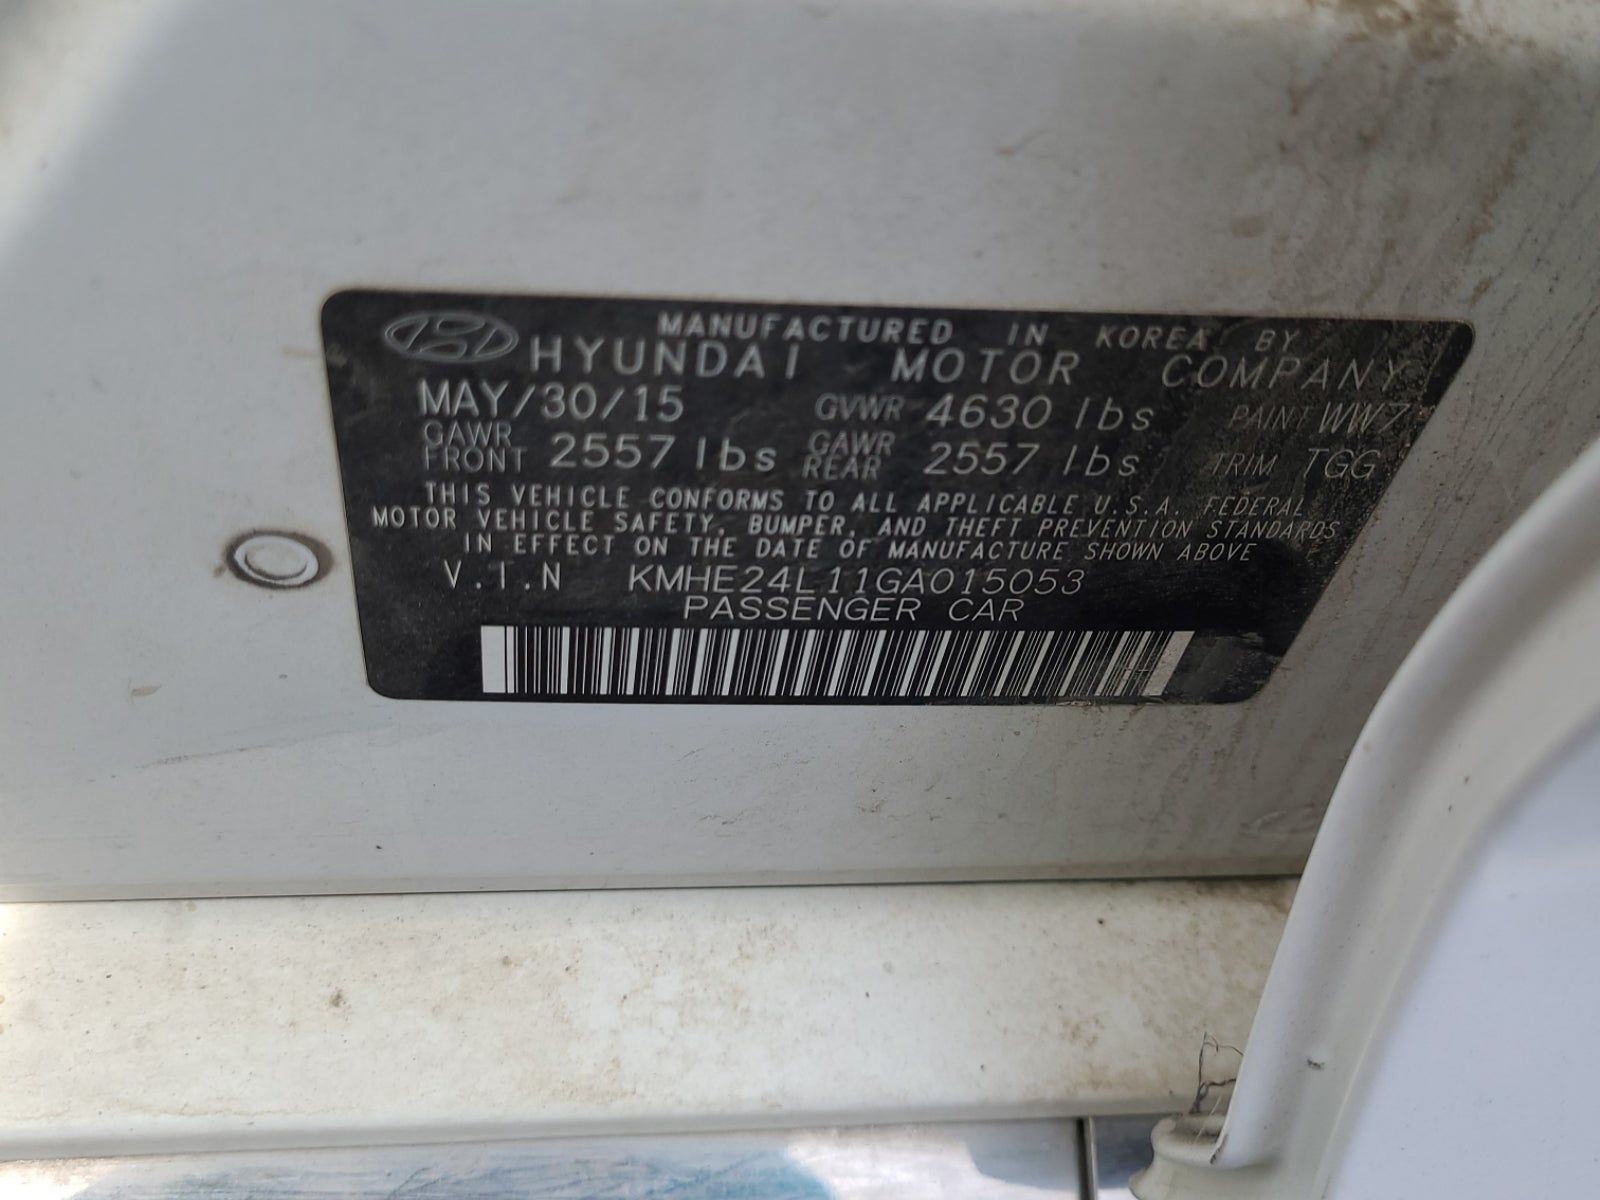 MANUFACTURED IN KOREA BY
HYUNDAI MOTOR COMPANY
MAY/30/15 GVWR 4630 lbs PAINT WW7
GAWR FRONT 2557 lbs GAWR REAR 2557 lbs TRIM TGG
THIS VEHICLE CONFORMS TO ALL APPLICABLE U.S.A. FEDERAL
MOTOR VEHICLE SAFETY, BUMPER, AND THEFT PREVENTION STANDARDS
IN EFFECT ON THE DATE OF MANUFACTURE SHOWN ABOVE
V.I.N KMHE24L11GA015053
PASSENGER CAR